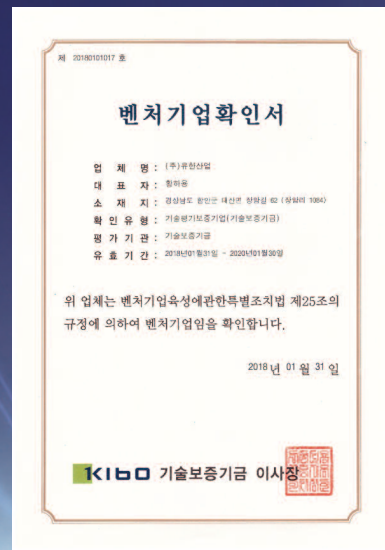 제 20180101017 호
벤처기업확인서
업 체 명 : (주)유한산업
대 표 자 : 황하용
소 재 지 : 경상남도 함안군 대산면 장암길 62 (장암리 1064)
확 인 유 형 : 기술평가보증기업(기술보증기금)
평 가 기 관 : 기술보증기금
유 효 기 간 : 2018년01월31일 ~ 2020년01월30일
위 업체는 벤처기업육성에관한특별조치법 제25조의
규정에 의하여 벤처기업임을 확인합니다.
2018 년 01 월 31 일
KIBO 기술보증기금 이사장